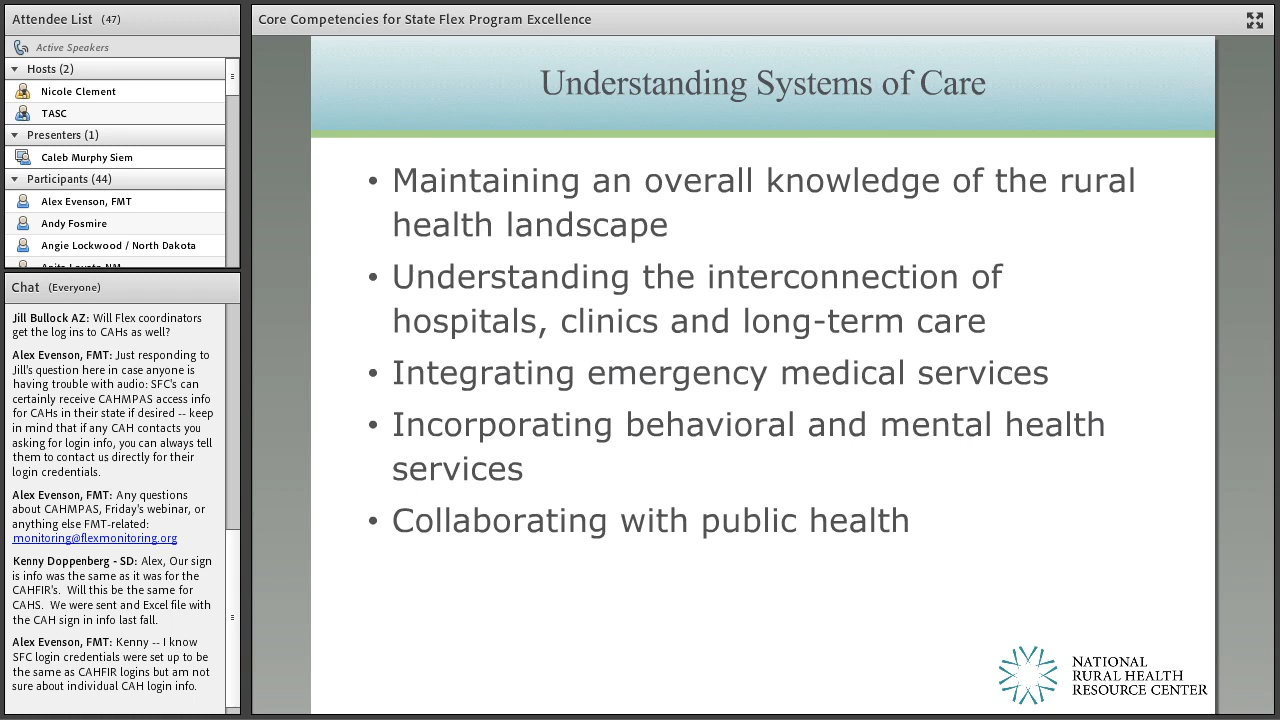 Attendee List (47)
Active Speakers
Hosts (2)
Nicole Clement
TASC
Presenters (1)
Caleb Murphy Siem
Participants (44)
Alex Evenson, FMT
Andy Fosmire
Angie Lockwood / North Dakota
Chat (Everyone)
Jill Bullock AZ: Will Flex coordinators
get the log ins to CAHs as well?
Alex Evenson, FMT: Just responding to
Jill's question here in case anyone is
having trouble with audio: SFC's can
certainly receive CAHMPAS access info
for CAHs in their state if desired -- keep
in mind that if any CAH contacts you
asking for login info, you can always tell
them to contact us directly for their
login credentials.
Alex Evenson, FMT: Any questions
about CAHMPAS, Friday's webinar, or
anything else FMT-related:
monitoring@flexmonitoring.org
Kenny Doppenberg - SD: Alex, Our sign
is info was the same as it was for the
CAHFIR's. Will this be the same for
CAHS. We were sent and Excel file with
the CAH sign in info last fall.
Alex Evenson, FMT: Kenny -- I know
SFC login credentials were set up to be
the same as CAHFIR logins but am not
sure about individual CAH login info.
Core Competencies for State Flex Program Excellence
Understanding Systems of Care
• Maintaining an overall knowledge of the rural
health landscape
• Understanding the interconnection of
hospitals, clinics and long-term care
• Integrating emergency medical services
• Incorporating behavioral and mental health
services
• Collaborating with public health
NATIONAL
RURAL HEALTH
RESOURCE CENTER